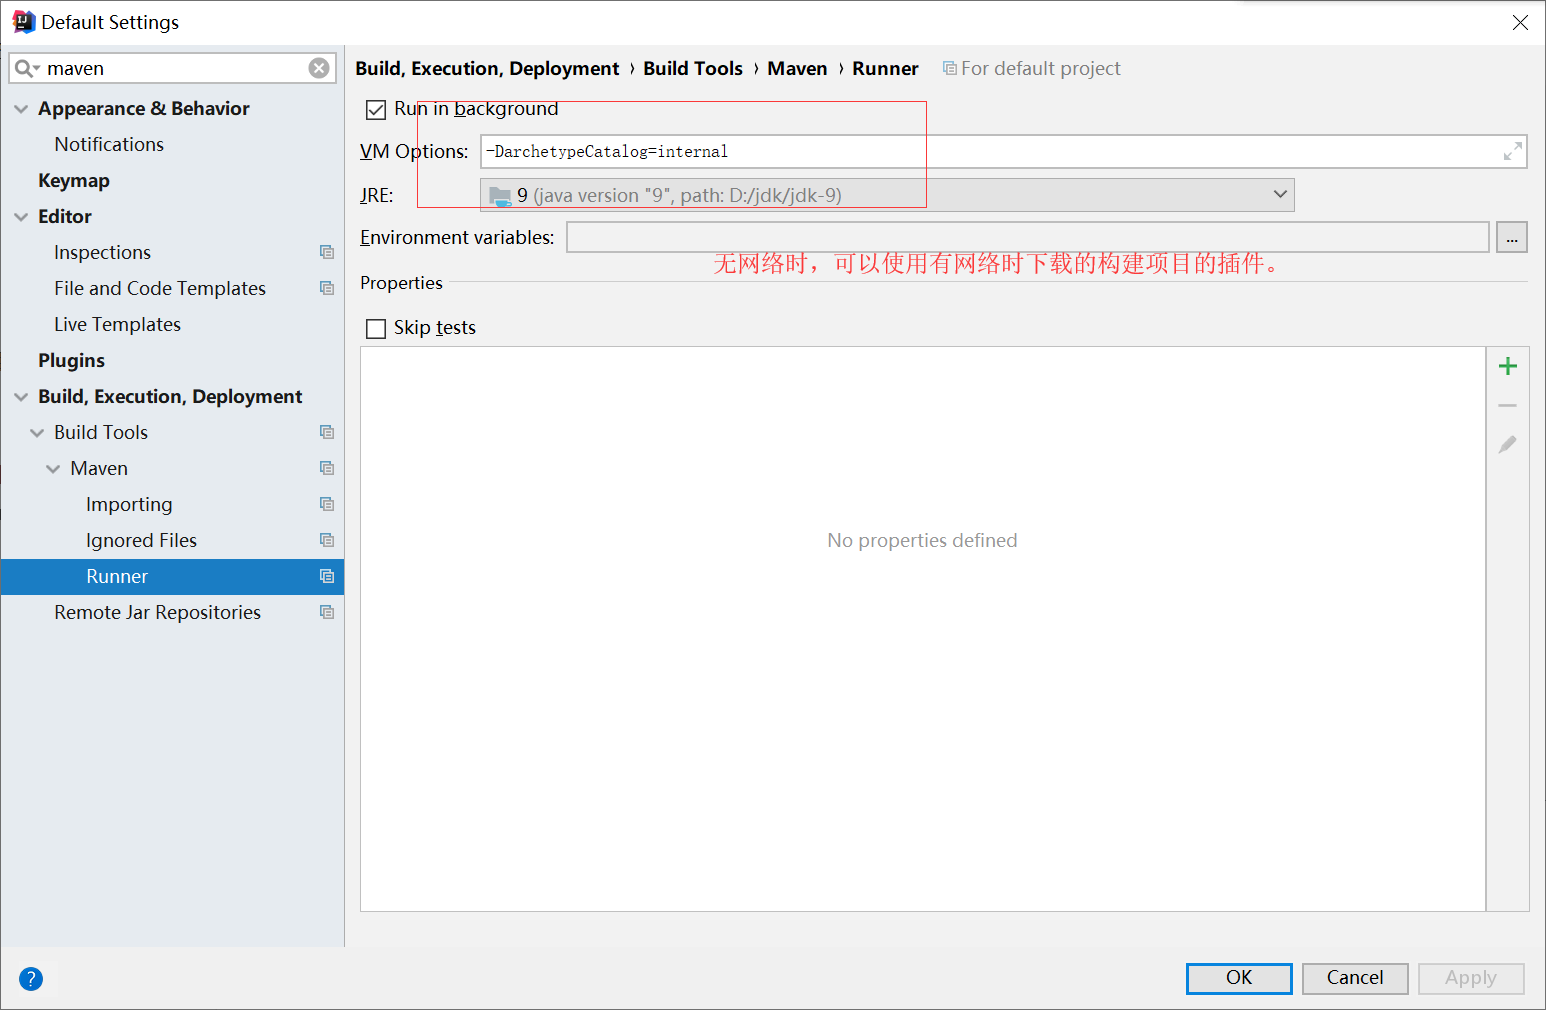 Default Settings
maven
Appearance & Behavior
Notifications
Keymap
Editor
Inspections
File and Code Templates
Live Templates
Plugins
Build, Execution, Deployment
Build Tools
Maven
Importing
Ignored Files
Runner
Remote Jar Repositories
Build, Execution, Deployment › Build Tools › Maven › Runner For default project
Run in background
VM Options: -DarchetypeCatalog=internal
JRE: 9 (java version "9", path: D:/jdk/jdk-9)
Environment variables: ...
无网络时，可以使用有网络时下载的构建项目的插件。
Properties
Skip tests
No properties defined
? OK Cancel Apply